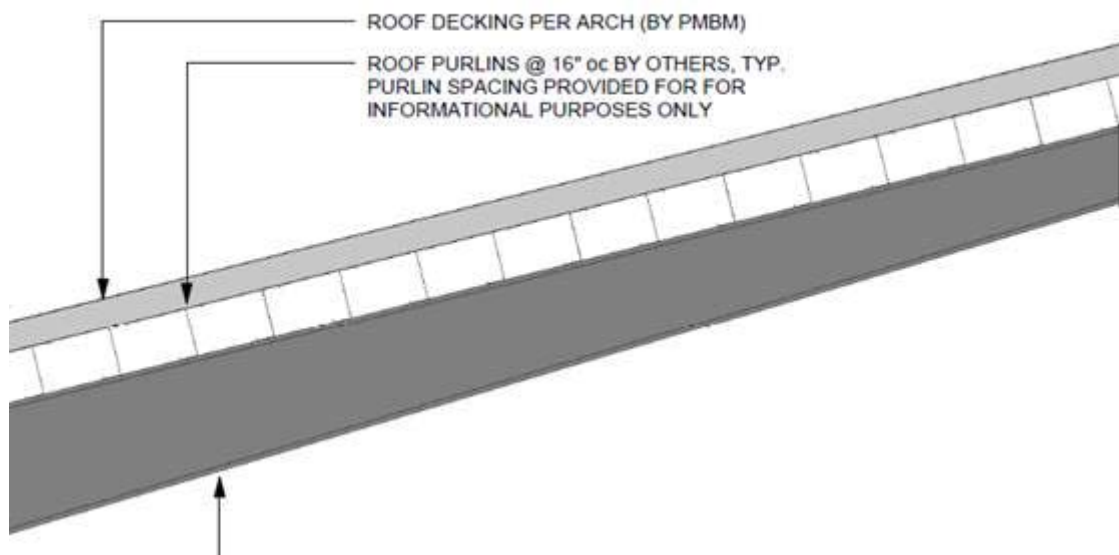 ROOF DECKING PER ARCH (BY PMBM)
ROOF PURLINS @ 16" oc BY OTHERS, TYP.
PURLIN SPACING PROVIDED FOR FOR
INFORMATIONAL PURPOSES ONLY